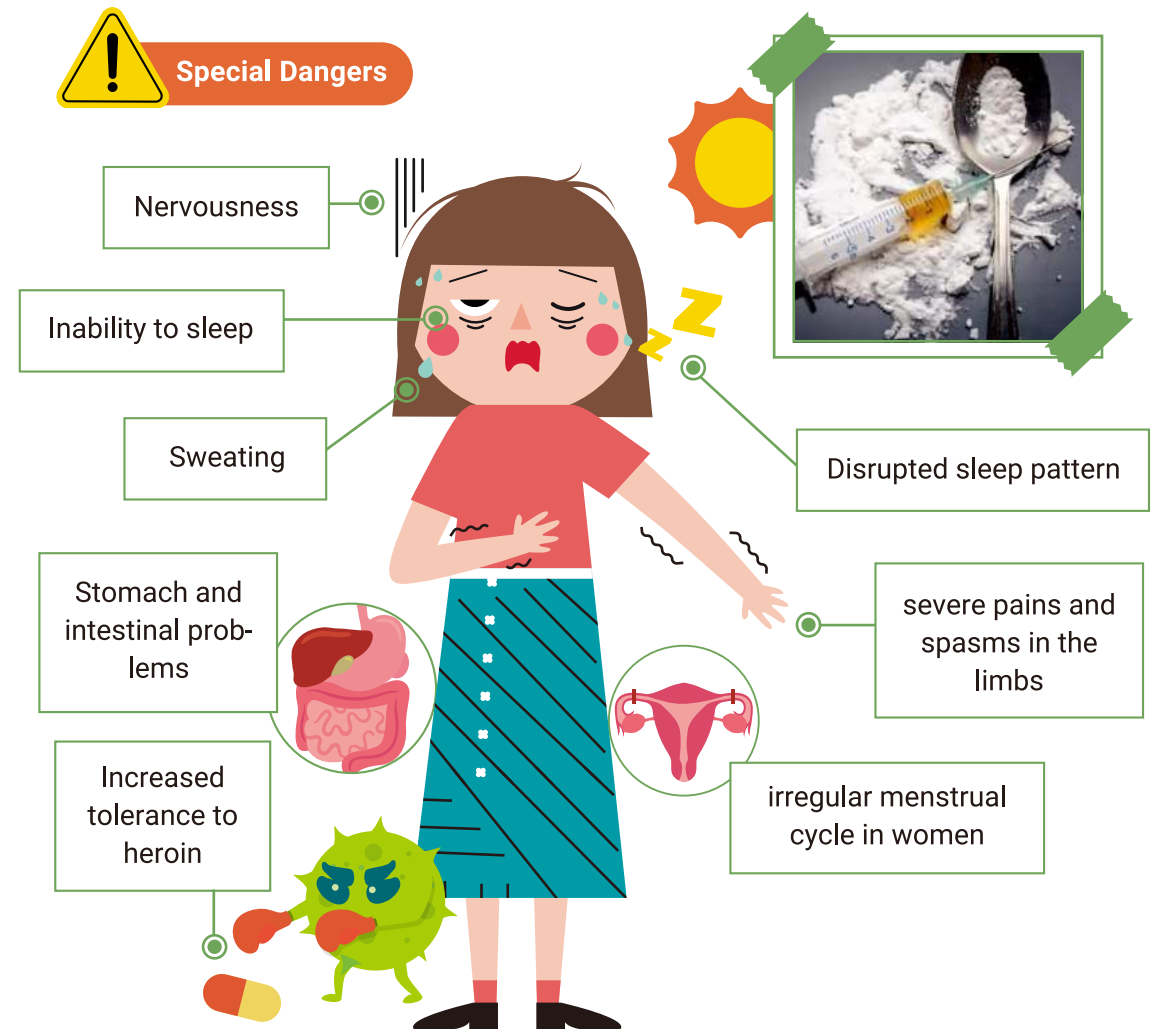 Special Dangers
Nervousness
Inability to sleep
Sweating
Disrupted sleep pattern
Stomach and
intestinal prob-
lems
severe pains and
spasms in the
limbs
Increased
tolerance to
heroin
irregular menstrual
cycle in women
Z
Z